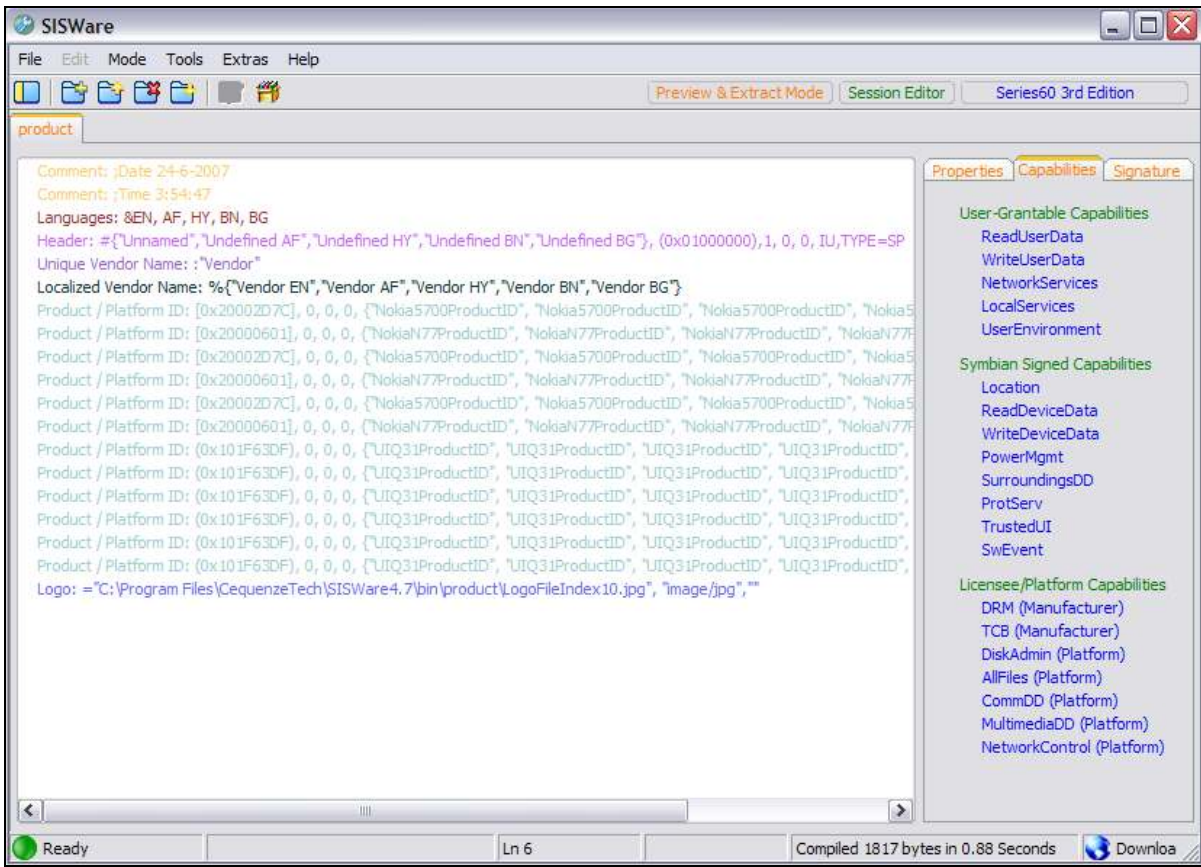 SISWare
File Edit Mode Tools Extras Help
Preview & Extract Mode Session Editor Series60 3rd Edition
product
Comment: ;Date 24-6-2007
Comment: ;Time 3:54:47
Languages: &EN, AF, HY, BN, BG
Header: #{"Unnamed","Undefined AF","Undefined HY","Undefined BN","Undefined BG"}, (0x01000000),1, 0, 0, IU,TYPE=SP
Unique Vendor Name: :"Vendor"
Localized Vendor Name: %{"Vendor EN","Vendor AF","Vendor HY","Vendor BN","Vendor BG"}
Product / Platform ID: [0x20002D7C], 0, 0, 0, {"Nokia5700ProductID", "Nokia5700ProductID", "Nokia5700ProductID", "Nokia5
Product / Platform ID: [0x20000601], 0, 0, 0, {"NokiaN77ProductID", "NokiaN77ProductID", "NokiaN77ProductID", "NokiaN77P
Product / Platform ID: [0x20002D7C], 0, 0, 0, {"Nokia5700ProductID", "Nokia5700ProductID", "Nokia5700ProductID", "Nokia5
Product / Platform ID: [0x20000601], 0, 0, 0, {"NokiaN77ProductID", "NokiaN77ProductID", "NokiaN77ProductID", "NokiaN77P
Product / Platform ID: [0x20002D7C], 0, 0, 0, {"Nokia5700ProductID", "Nokia5700ProductID", "Nokia5700ProductID", "Nokia5
Product / Platform ID: [0x20000601], 0, 0, 0, {"NokiaN77ProductID", "NokiaN77ProductID", "NokiaN77ProductID", "NokiaN77P
Product / Platform ID: (0x101F63DF), 0, 0, 0, {"UIQ31ProductID", "UIQ31ProductID", "UIQ31ProductID", "UIQ31ProductID",
Product / Platform ID: (0x101F63DF), 0, 0, 0, {"UIQ31ProductID", "UIQ31ProductID", "UIQ31ProductID", "UIQ31ProductID",
Product / Platform ID: (0x101F63DF), 0, 0, 0, {"UIQ31ProductID", "UIQ31ProductID", "UIQ31ProductID", "UIQ31ProductID",
Product / Platform ID: (0x101F63DF), 0, 0, 0, {"UIQ31ProductID", "UIQ31ProductID", "UIQ31ProductID", "UIQ31ProductID",
Product / Platform ID: (0x101F63DF), 0, 0, 0, {"UIQ31ProductID", "UIQ31ProductID", "UIQ31ProductID", "UIQ31ProductID",
Product / Platform ID: (0x101F63DF), 0, 0, 0, {"UIQ31ProductID", "UIQ31ProductID", "UIQ31ProductID", "UIQ31ProductID",
Logo: ="C:\Program Files\CequenzeTech\SISWare4.7\bin\product\LogoFileIndex10.jpg", "image/jpg",""
Properties Capabilities Signature
User-Grantable Capabilities
ReadUserData
WriteUserData
NetworkServices
LocalServices
UserEnvironment
Symbian Signed Capabilities
Location
ReadDeviceData
WriteDeviceData
PowerMgmt
SurroundingsDD
ProtServ
TrustedUI
SwEvent
Licensee/Platform Capabilities
DRM (Manufacturer)
TCB (Manufacturer)
DiskAdmin (Platform)
AllFiles (Platform)
CommDD (Platform)
MultimediaDD (Platform)
NetworkControl (Platform)
Ready Ln 6 Compiled 1817 bytes in 0.88 Seconds Downloa